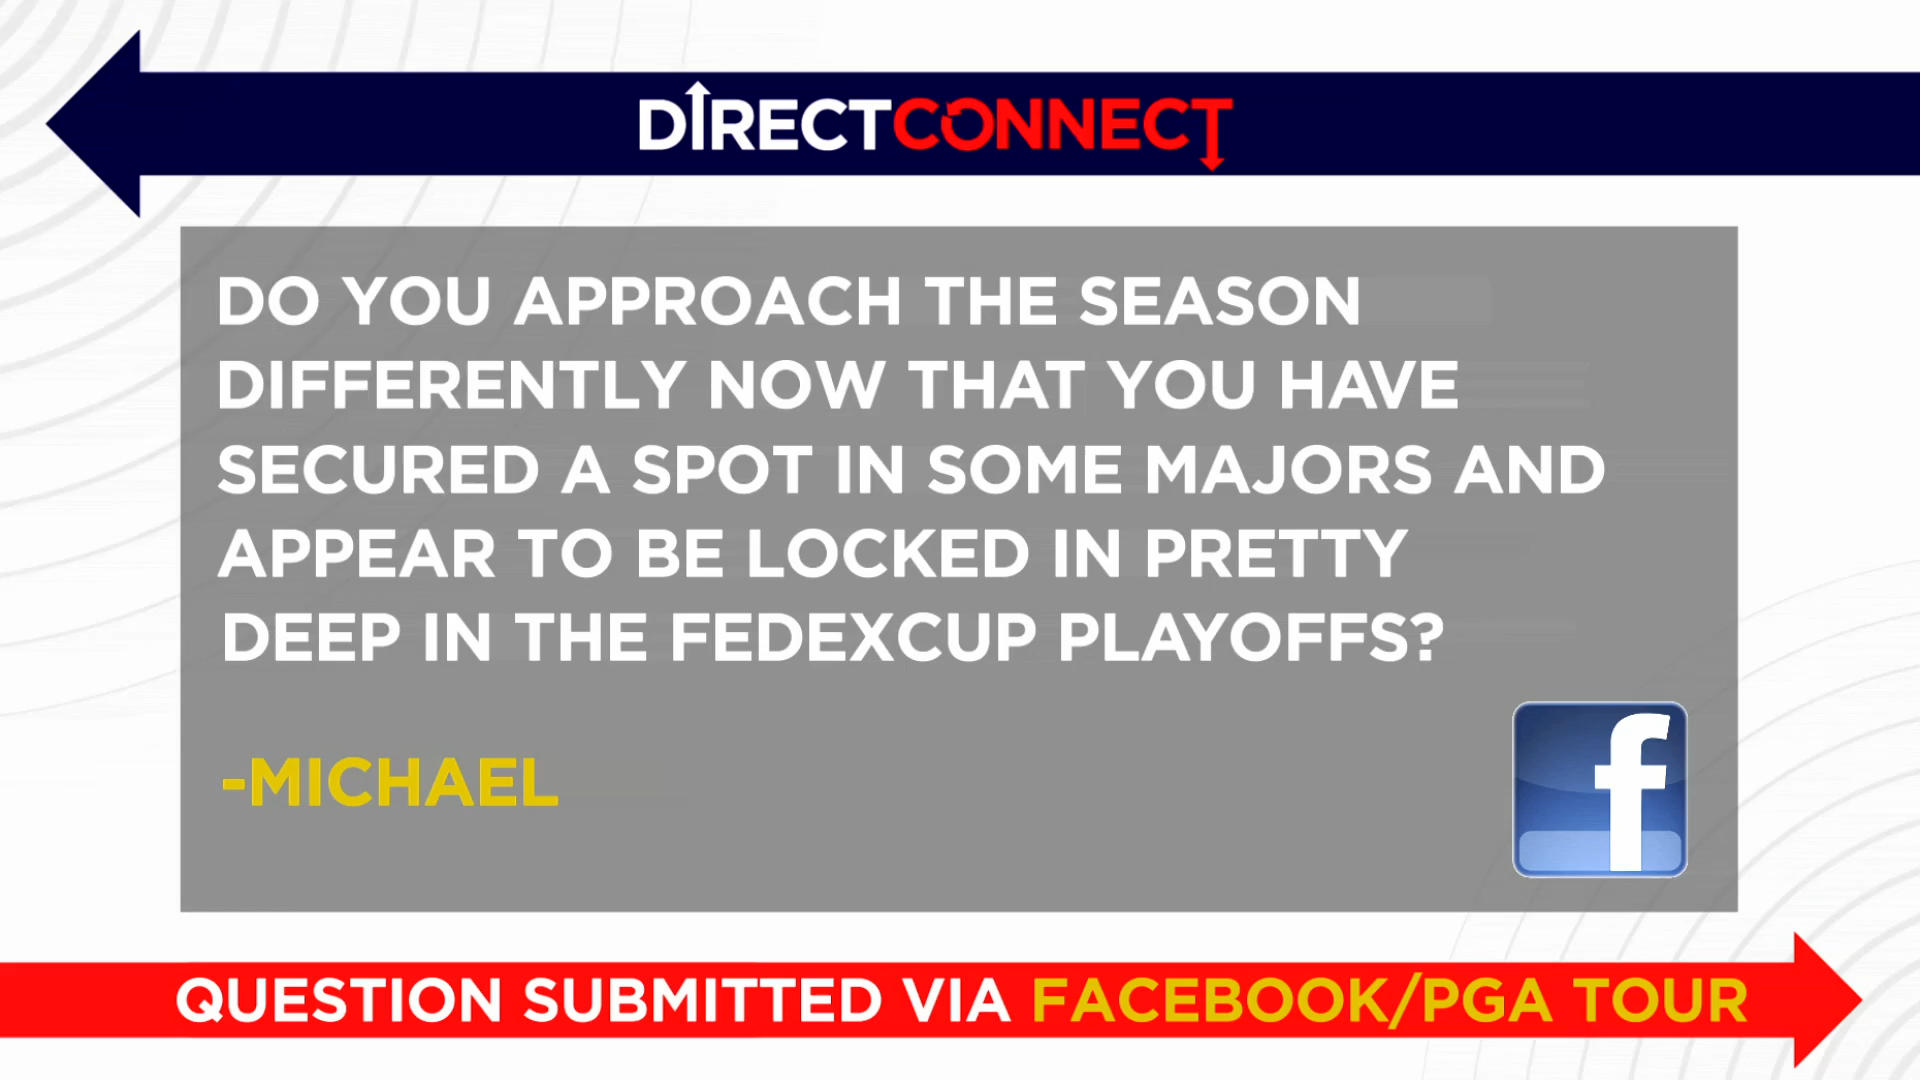 DIRECTCONNECT
DO YOU APPROACH THE SEASON
DIFFERENTLY NOW THAT YOU HAVE
SECURED A SPOT IN SOME MAJORS AND
APPEAR TO BE LOCKED IN PRETTY
DEEP IN THE FEDEXCUP PLAYOFFS?
-MICHAEL
f
QUESTION SUBMITTED VIA FACEBOOK/PGA TOUR